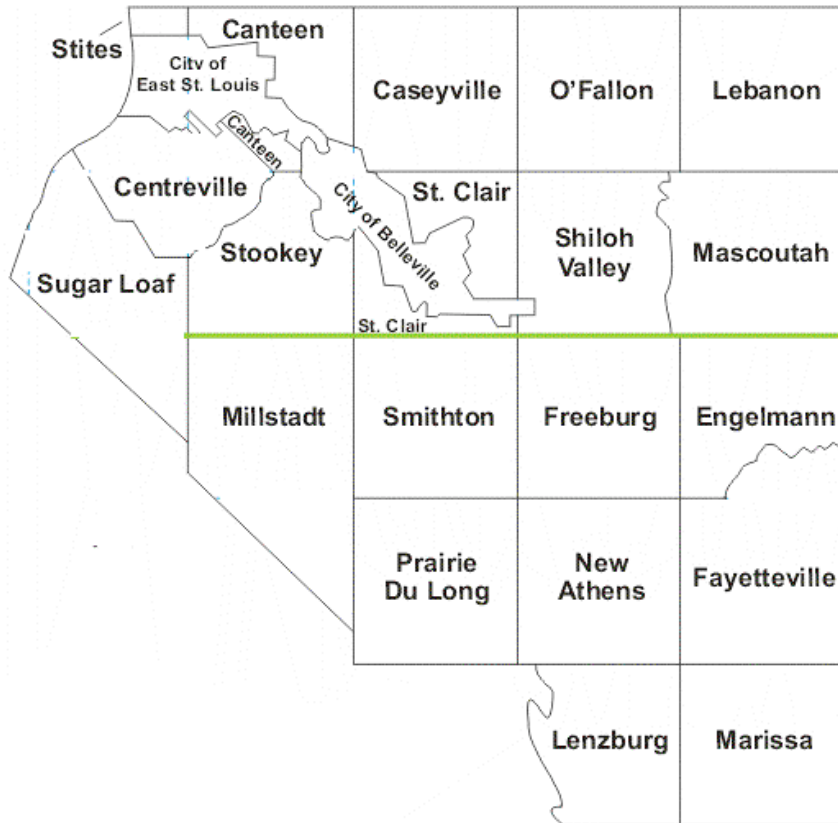 Canteen
Stites
City of
East St. Louis
Caseyville
O'Fallon
Lebanon
Canteen
Centreville
St. Clair
City of Belleville
Stookey
Shiloh
Valley
Mascoutah
Sugar Loaf
St. Clair
Millstadt
Smithton
Freeburg
Engelmann
Prairie
Du Long
New
Athens
Fayetteville
Lenzburg
Marissa